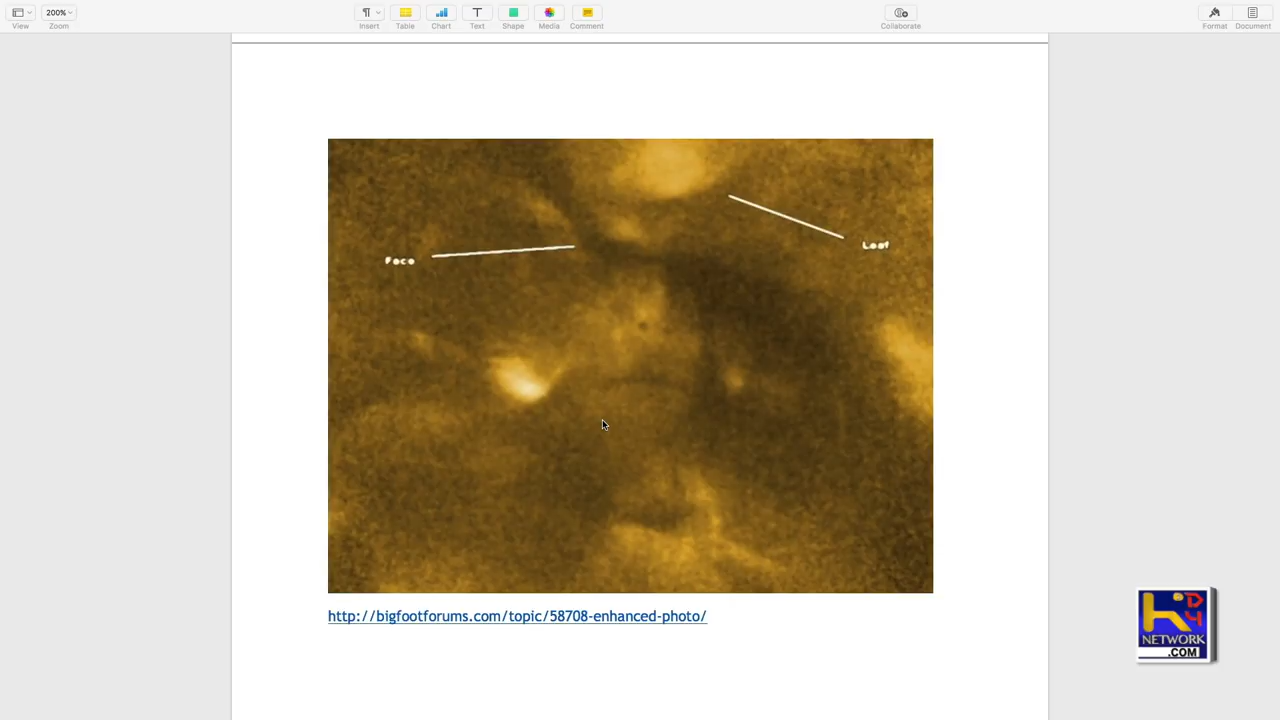 200%
View
Zoom
Insert
Table
Chart
Text
Shape
Media
Comment
Collaborate
Format
Document
Face
Leaf
http://bigfootforums.com/topic/58708-enhanced-photo/
NETWORK
.COM